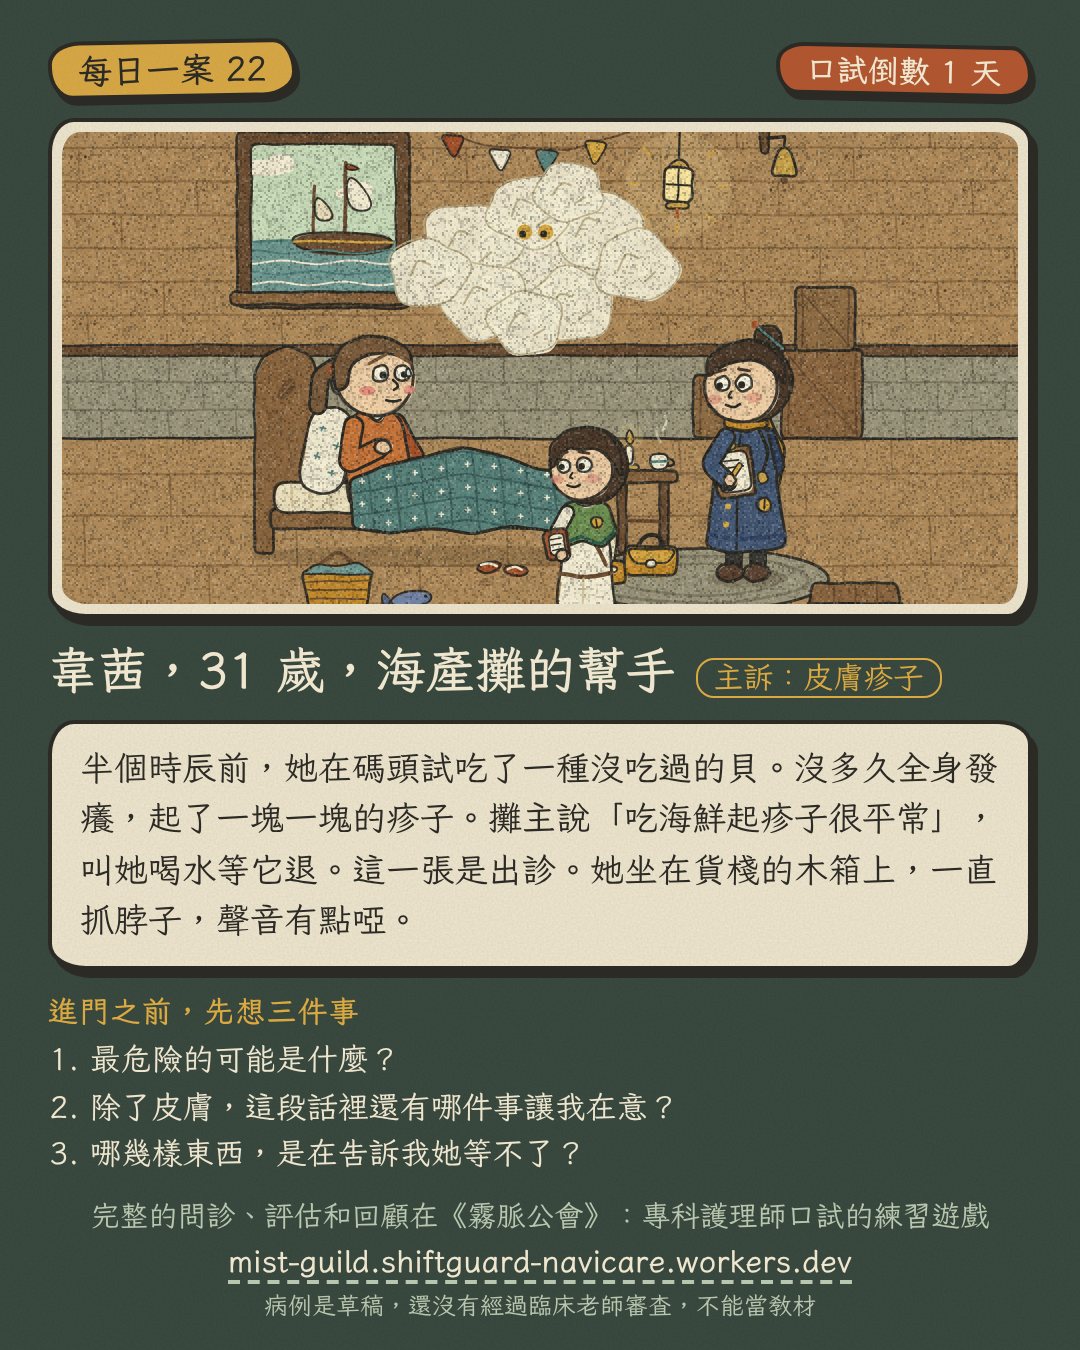 每日一案 22
口試倒數 1 天
韋茜，31 歲，海產攤的幫手
主訴：皮膚疹子
半個時辰前，她在碼頭試吃了一種沒吃過的貝。沒多久全身發
癢，起了一塊一塊的疹子。攤主說「吃海鮮起疹子很平常」，
叫她喝水等它退。這一張是出診。她坐在貨棧的木箱上，一直
抓脖子，聲音有點啞。
進門之前，先想三件事
1. 最危險的可能是什麼？
2. 除了皮膚，這段話裡還有哪件事讓我在意？
3. 哪幾樣東西，是在告訴我她等不了？
完整的問診、評估和回顧在《霧脈公會》：專科護理師口試的練習遊戲
mist-guild.shiftguard-navicare.workers.dev
病例是草稿，還沒有經過臨床老師審查，不能當教材